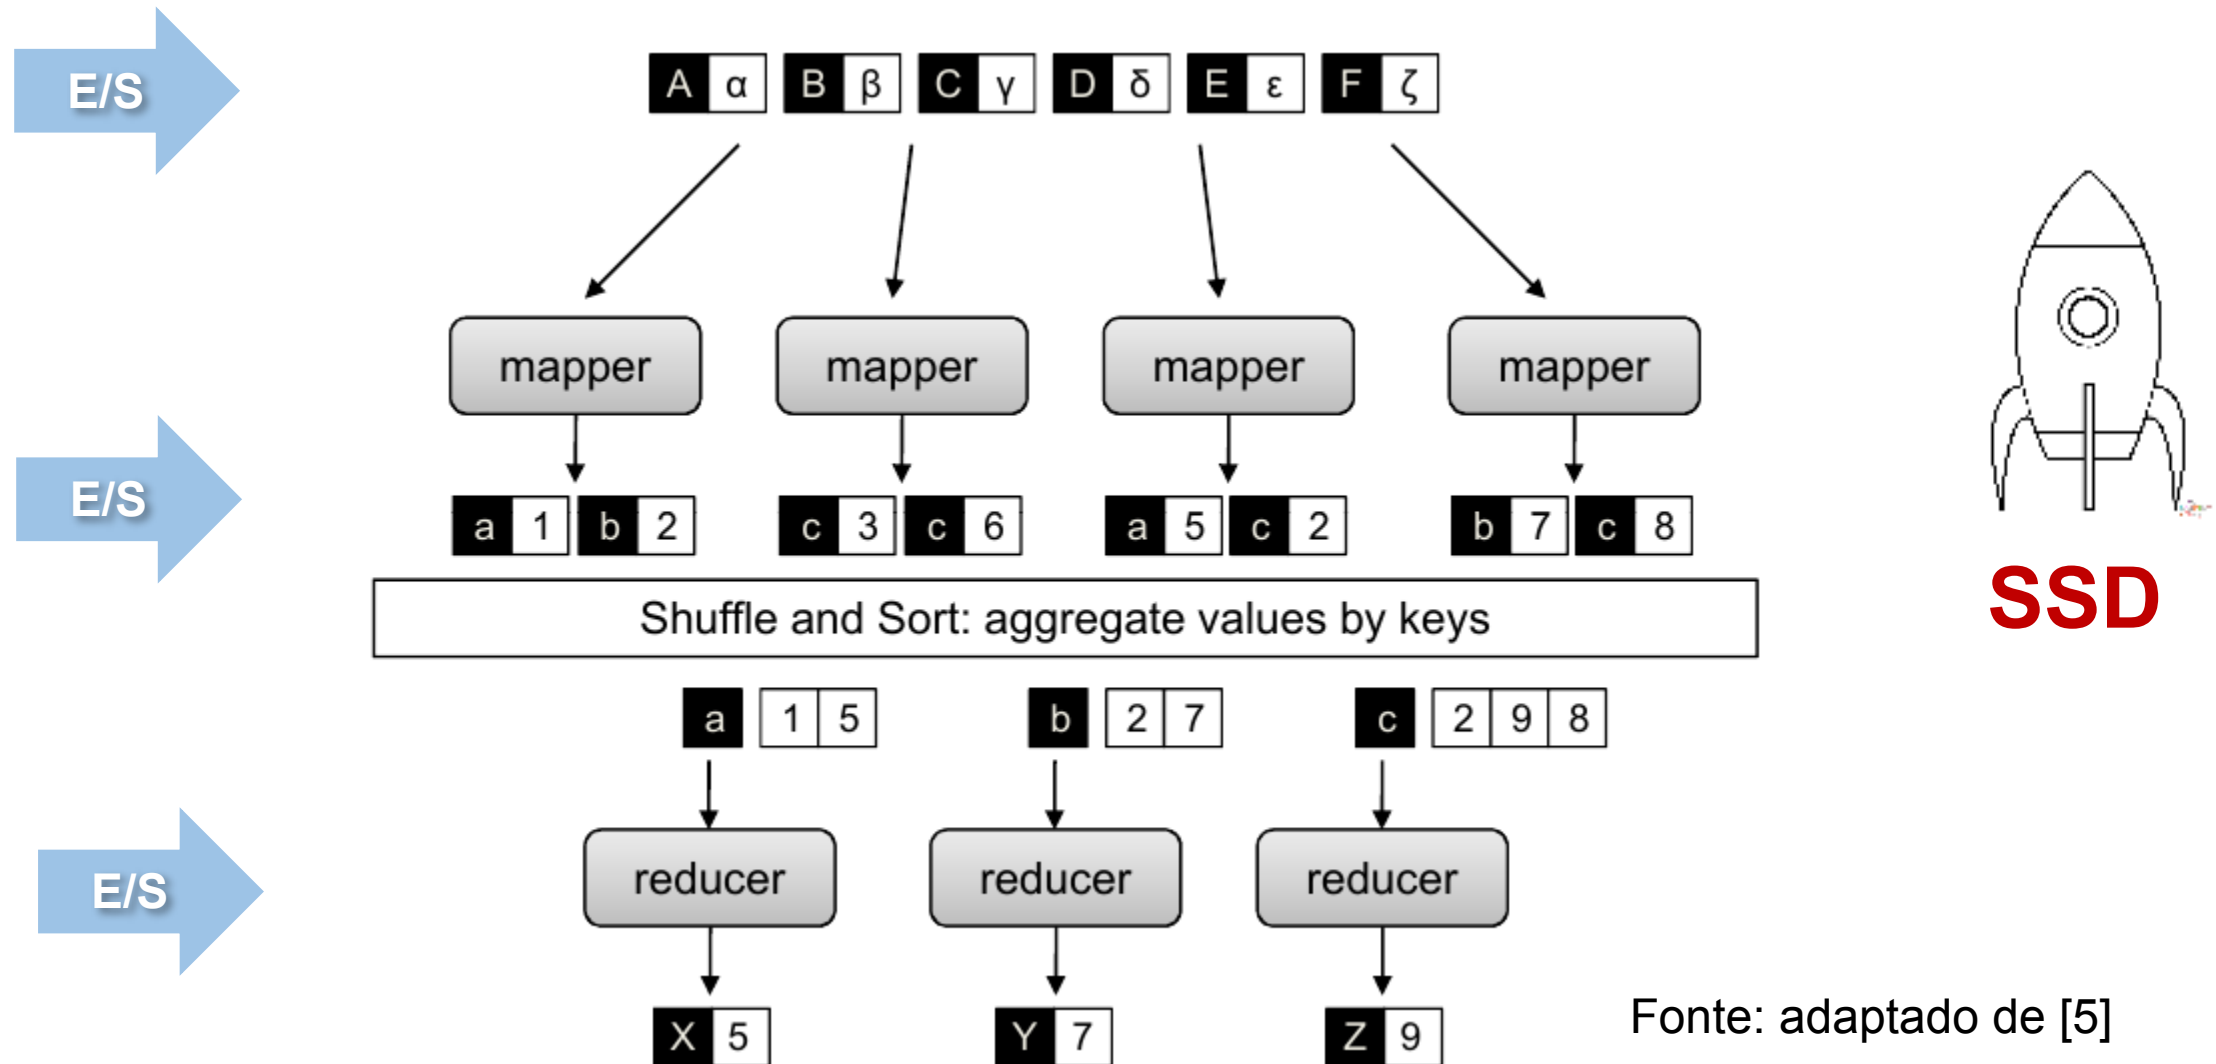 E/S
A α B β C γ D δ E ε F ζ
mapper mapper mapper mapper
E/S
a 1 b 2 c 3 c 6 a 5 c 2 b 7 c 8
SSD
Shuffle and Sort: aggregate values by keys
a 1 5 b 2 7 c 2 9 8
E/S
reducer reducer reducer
X 5 Y 7 Z 9
Fonte: adaptado de [5]